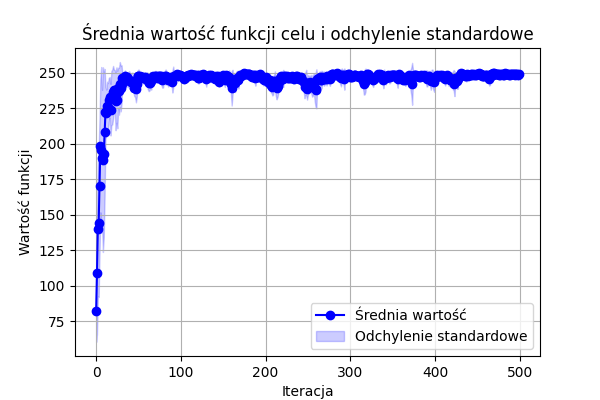 Średnia wartość funkcji celu i odchylenie standardowe
Wartość funkcji
250
225
200
175
150
125
100
75
0
100
200
300
400
500
Iteracja
Średnia wartość
Odchylenie standardowe